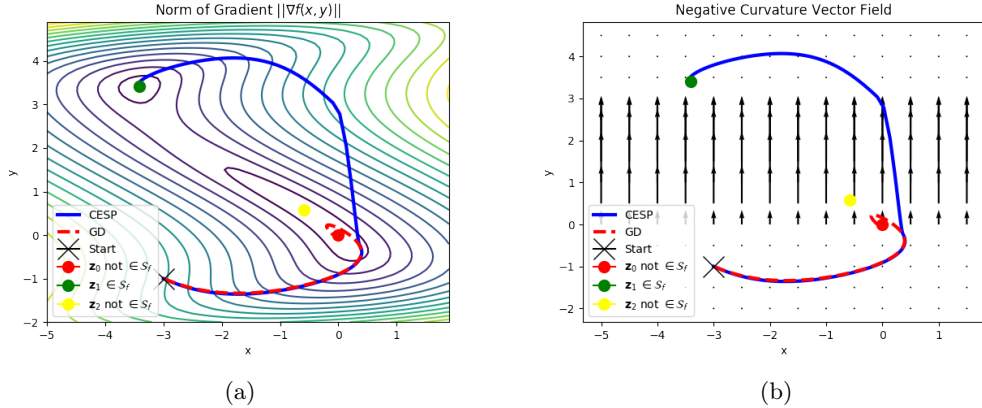 Norm of Gradient ||∇f(x, y)||
y
4
3
2
1
0
−1
−2
CESP
GD
Start
z₀ not ∈ 𝒮_f
z₁ ∈ 𝒮_f
z₂ not ∈ 𝒮_f
−5 −4 −3 −2 −1 0 1
x
(a)
Negative Curvature Vector Field
y
4
3
2
1
0
−1
−2
CESP
GD
Start
z₀ not ∈ 𝒮_f
z₁ ∈ 𝒮_f
z₂ not ∈ 𝒮_f
−5 −4 −3 −2 −1 0 1
x
(b)